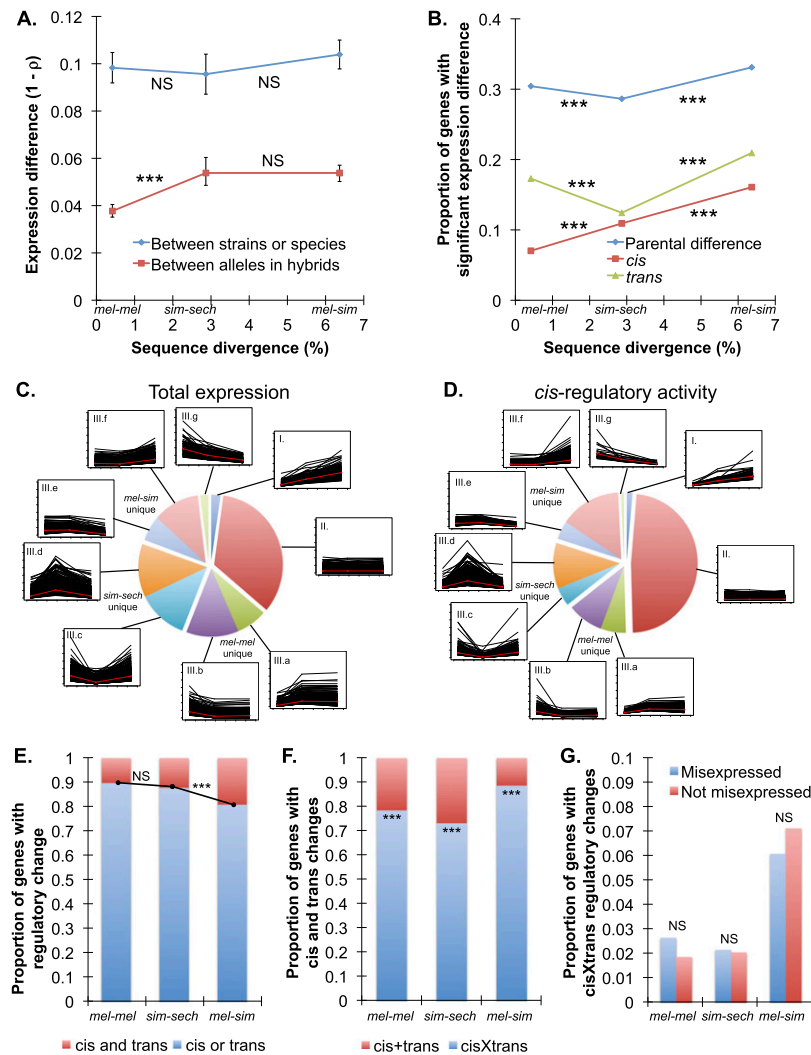 A.
Expression difference (1 - ρ)
0.12
0.1
0.08
0.06
0.04
0.02
0
NS
NS
***
NS
Between strains or species
Between alleles in hybrids
mel-mel
sim-sech
mel-sim
0 1 2 3 4 5 6 7
Sequence divergence (%)
B.
Proportion of genes with
significant expression difference
0.4
0.3
0.2
0.1
0
***
***
***
***
***
***
Parental difference
cis
trans
mel-mel
sim-sech
mel-sim
0 1 2 3 4 5 6 7
Sequence divergence (%)
C.
Total expression
III.f
III.g
I.
III.e
mel-sim
unique
II.
III.d
sim-sech
unique
III.c
mel-mel
unique
III.b
III.a
D.
cis-regulatory activity
III.f
III.g
I.
III.e
mel-sim
unique
II.
III.d
sim-sech
unique
III.c
mel-mel
unique
III.b
III.a
E.
Proportion of genes with
regulatory change
1
0.9
0.8
0.7
0.6
0.5
0.4
0.3
0.2
0.1
0
NS
***
mel-mel
sim-sech
mel-sim
cis and trans
cis or trans
F.
Proportion of genes with
cis and trans changes
1
0.9
0.8
0.7
0.6
0.5
0.4
0.3
0.2
0.1
0
***
***
***
mel-mel
sim-sech
mel-sim
cis+trans
cisXtrans
G.
Proportion of genes with
cisXtrans regulatory changes
0.1
0.09
0.08
0.07
0.06
0.05
0.04
0.03
0.02
0.01
0
Misexpressed
Not misexpressed
NS
NS
NS
mel-mel
sim-sech
mel-sim